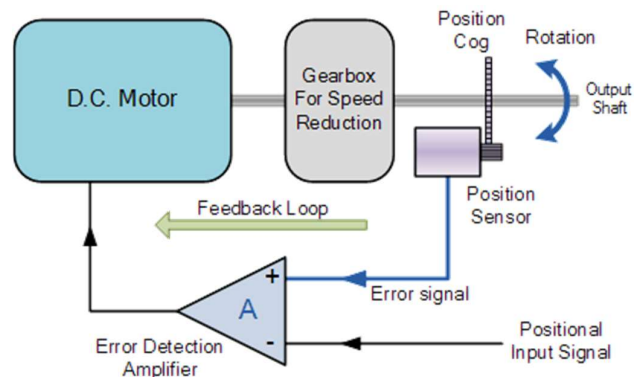 Position
Cog
Rotation
D.C. Motor
Gearbox
For Speed
Reduction
Output
Shaft
Position
Sensor
Feedback Loop
+
A
-
Error signal
Error Detection
Amplifier
Positional
Input Signal